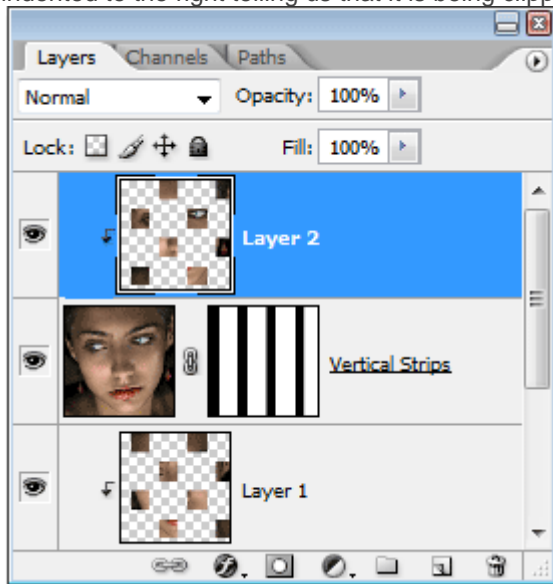 indented to the right telling us that it is being clipp
Layers Channels Paths
Normal Opacity: 100%
Lock: Fill: 100%
Layer 2
Vertical Strips
Layer 1